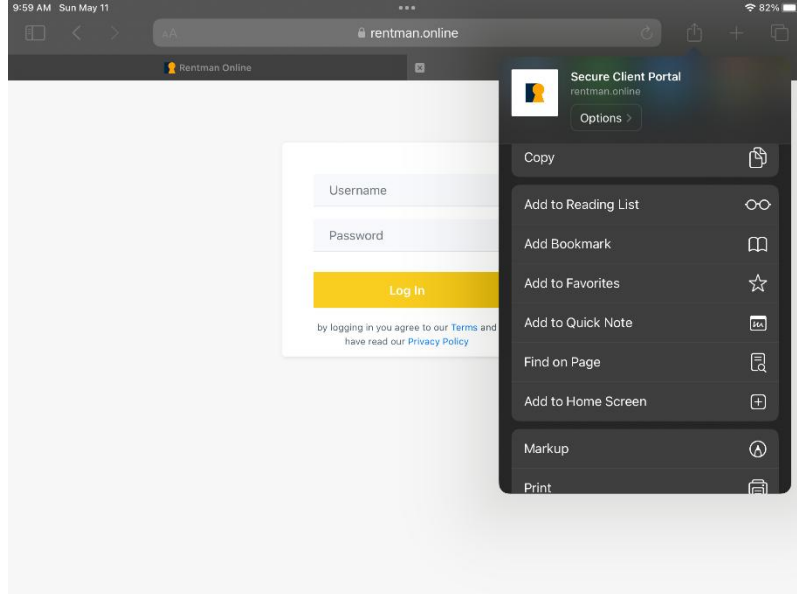 9:59 AM Sun May 11
82%
AA
rentman.online
Rentman Online
Secure Client Portal
rentman.online
Options >
Username
Password
Log In
by logging in you agree to our Terms and
have read our Privacy Policy
Copy
Add to Reading List
Add Bookmark
Add to Favorites
Add to Quick Note
Find on Page
Add to Home Screen
Markup
Print